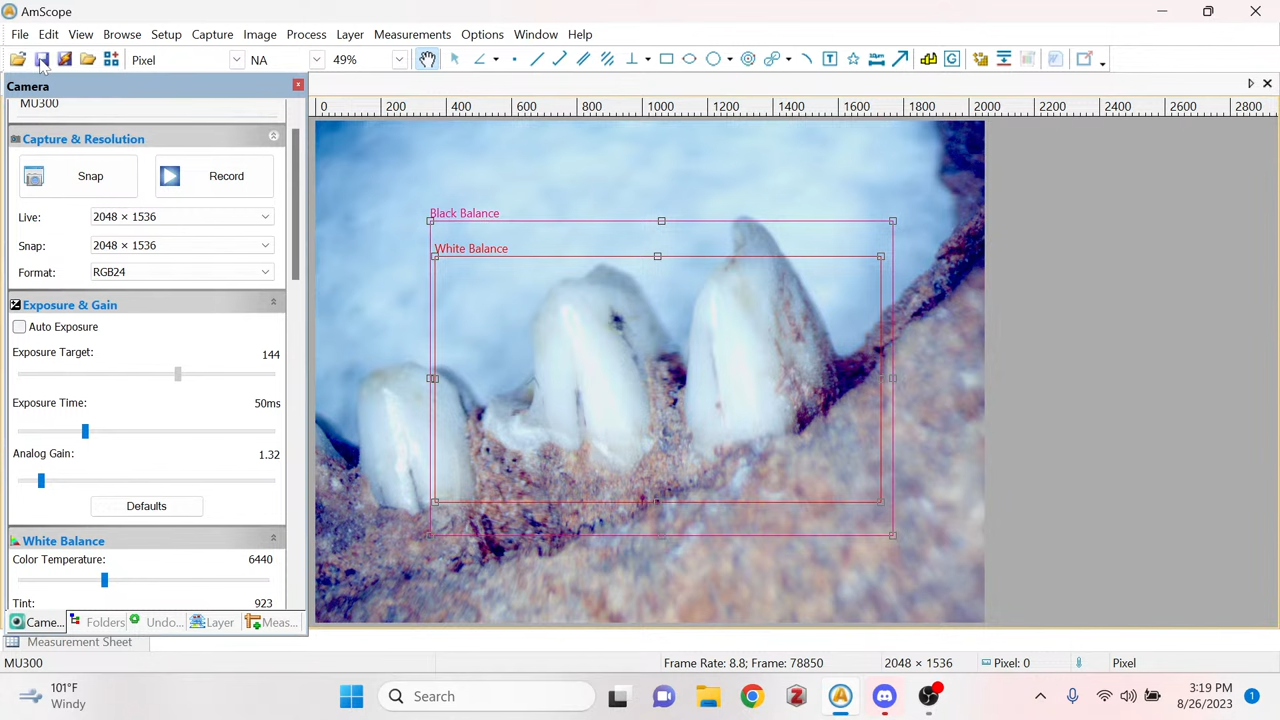 AmScope
File Edit View Browse Setup Capture Image Process Layer Measurements Options Window Help
Pixel NA 49%
Camera
MU300
Capture & Resolution
Snap Record
Live: 2048 × 1536
Snap: 2048 × 1536
Format: RGB24
Exposure & Gain
Auto Exposure
Exposure Target: 144
Exposure Time: 50ms
Analog Gain: 1.32
Defaults
White Balance
Color Temperature: 6440
Tint: 923
Came... Folders Undo... Layer Meas...
0 200 400 600 800 1000 1200 1400 1600 1800 2000 2200 2400 2600 2800
Black Balance
White Balance
Measurement Sheet
MU300 Frame Rate: 8.8; Frame: 78850 2048 × 1536 Pixel: 0 Pixel
101°F
Windy
Search
3:19 PM
8/26/2023
1